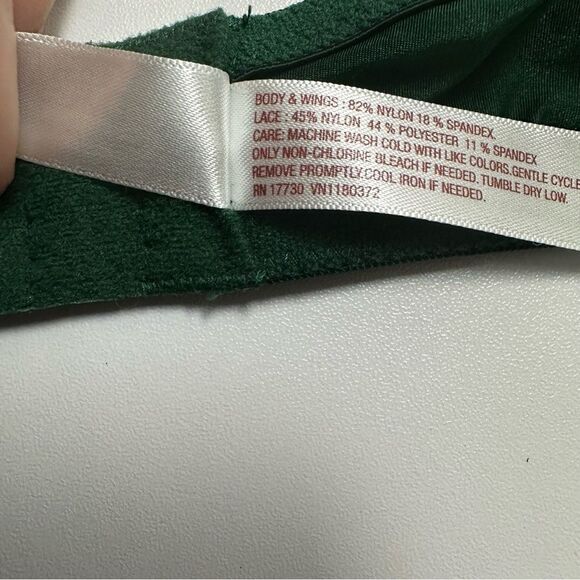 BODY & WINGS : 82% NYLON 18 % SPANDEX.
LACE : 45% NYLON 44 % POLYESTER 11 % SPANDEX
CARE: MACHINE WASH COLD WITH LIKE COLORS.GENTLE CYCLE
ONLY NON-CHLORINE BLEACH IF NEEDED. TUMBLE DRY LOW.
REMOVE PROMPTLY.COOL IRON IF NEEDED.
RN 17730 VN1180372